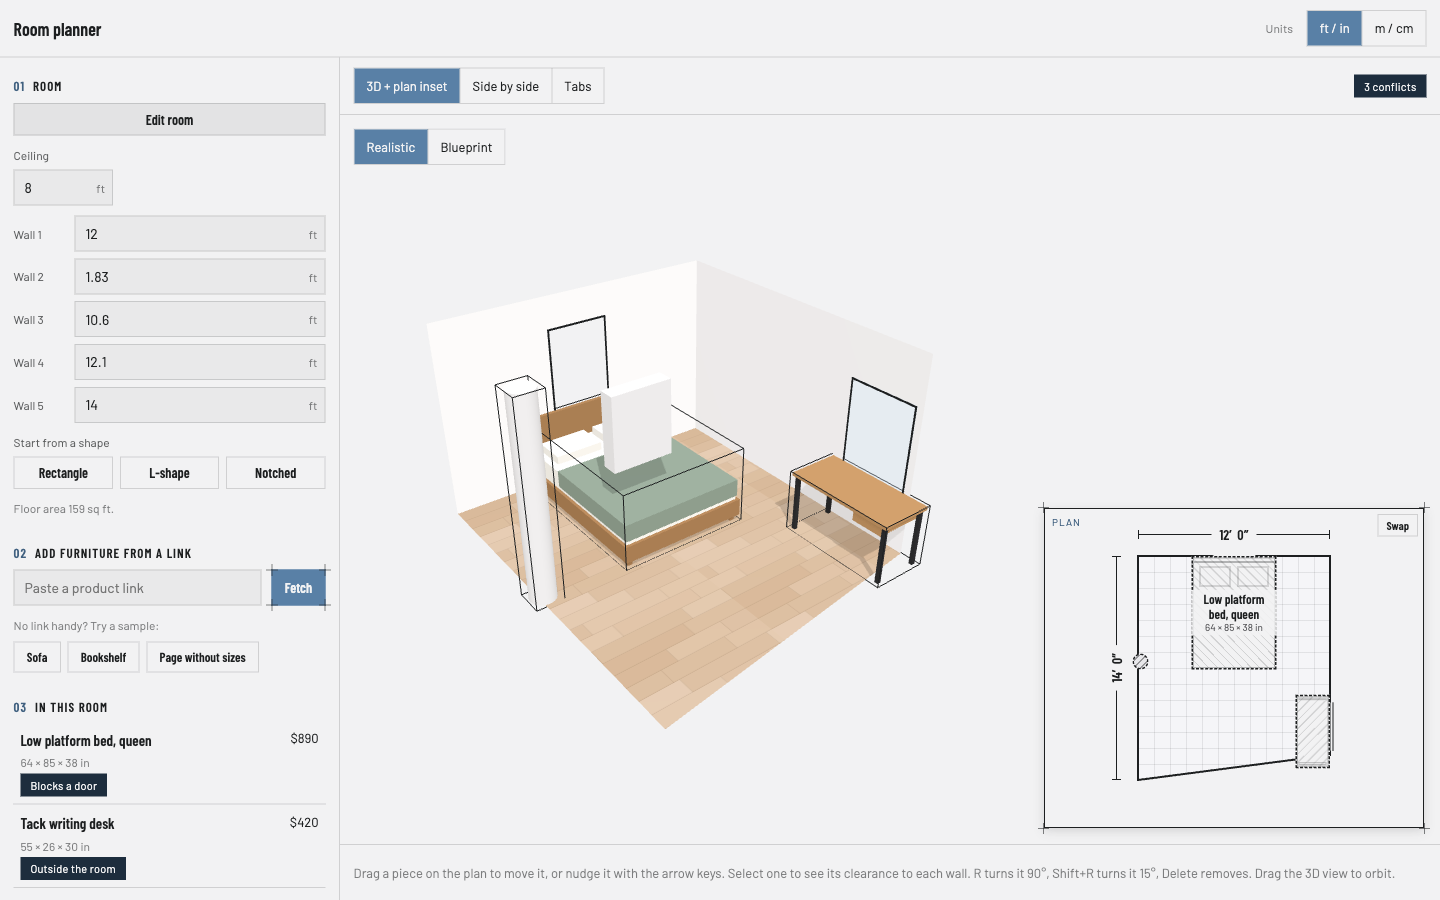 Room planner
Units
ft / in
m / cm
01 ROOM
Edit room
Ceiling
8 ft
Wall 1 12 ft
Wall 2 1.83 ft
Wall 3 10.6 ft
Wall 4 12.1 ft
Wall 5 14 ft
Start from a shape
Rectangle
L-shape
Notched
Floor area 159 sq ft.
02 ADD FURNITURE FROM A LINK
Paste a product link
Fetch
No link handy? Try a sample:
Sofa
Bookshelf
Page without sizes
03 IN THIS ROOM
Low platform bed, queen $890
64 × 85 × 38 in
Blocks a door
Tack writing desk $420
55 × 26 × 30 in
Outside the room
3D + plan inset
Side by side
Tabs
3 conflicts
Realistic
Blueprint
PLAN
Swap
12′ 0″
14′ 0″
Low platform
bed, queen
64 × 85 × 38 in
Drag a piece on the plan to move it, or nudge it with the arrow keys. Select one to see its clearance to each wall. R turns it 90°, Shift+R turns it 15°, Delete removes. Drag the 3D view to orbit.